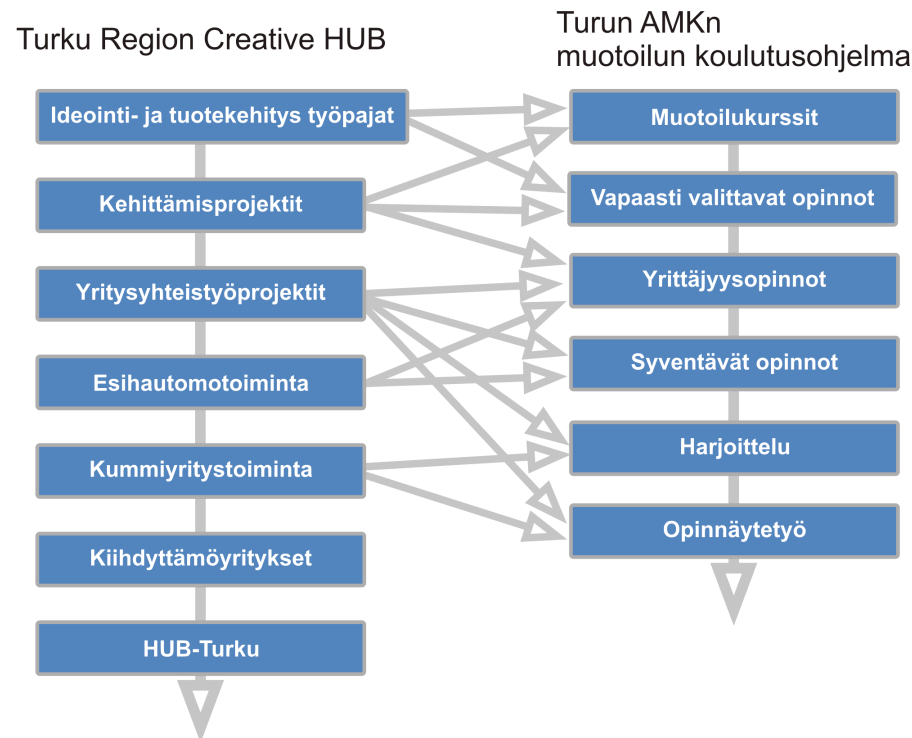 Turku Region Creative HUB
Ideointi- ja tuotekehitys työpajat
Kehittämisprojektit
Yritysyhteistyöprojektit
Esihautomotoiminta
Kummiyritystoiminta
Kiihdyttämöyritykset
HUB-Turku
Turun AMKn
muotoilun koulutusohjelma
Muotoilukurssit
Vapaasti valittavat opinnot
Yrittäjyysopinnot
Syventävät opinnot
Harjoittelu
Opinnäytetyö